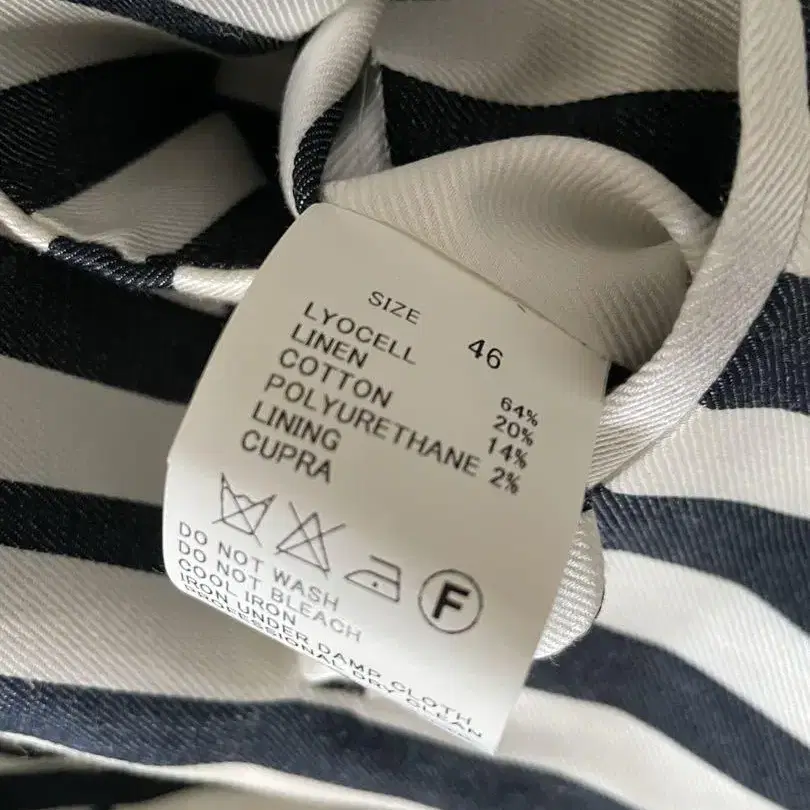 SIZE 46
LYOCELL 64%
LINEN 20%
COTTON 14%
POLYURETHANE 2%
LINING
CUPRA
F
DO NOT WASH
DO NOT BLEACH
COOL IRON
IRON UNDER DAMP CLOTH
PROFESSIONAL DRY CLEAN